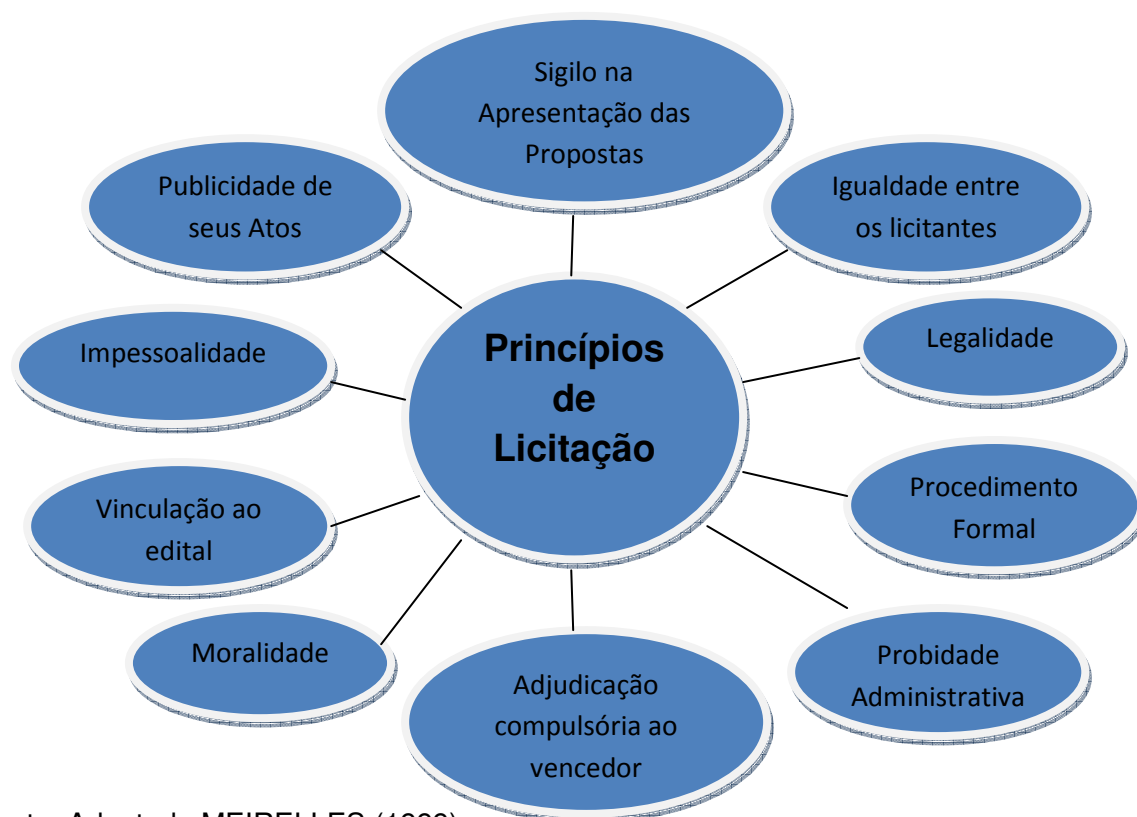 Sigilo na
Apresentação das
Propostas
Publicidade de
seus Atos
Igualdade entre
os licitantes
Impessoalidade
Princípios
de
Licitação
Legalidade
Vinculação ao
edital
Procedimento
Formal
Moralidade
Adjudicação
compulsória ao
vencedor
Probidade
Administrativa
MEIRELLES